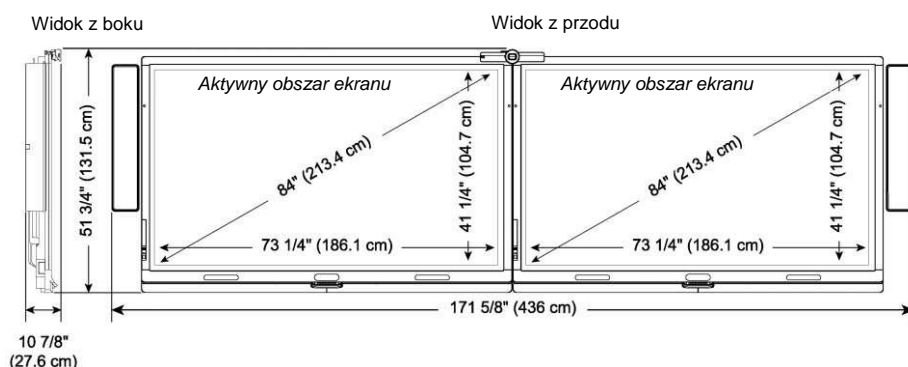 Widok z boku
Widok z przodu
51 3/4" (131.5 cm)
Aktywny obszar ekranu
84" (213.4 cm)
41 1/4" (104.7 cm)
73 1/4" (186.1 cm)
Aktywny obszar ekranu
84" (213.4 cm)
41 1/4" (104.7 cm)
73 1/4" (186.1 cm)
171 5/8" (436 cm)
10 7/8"
(27.6 cm)